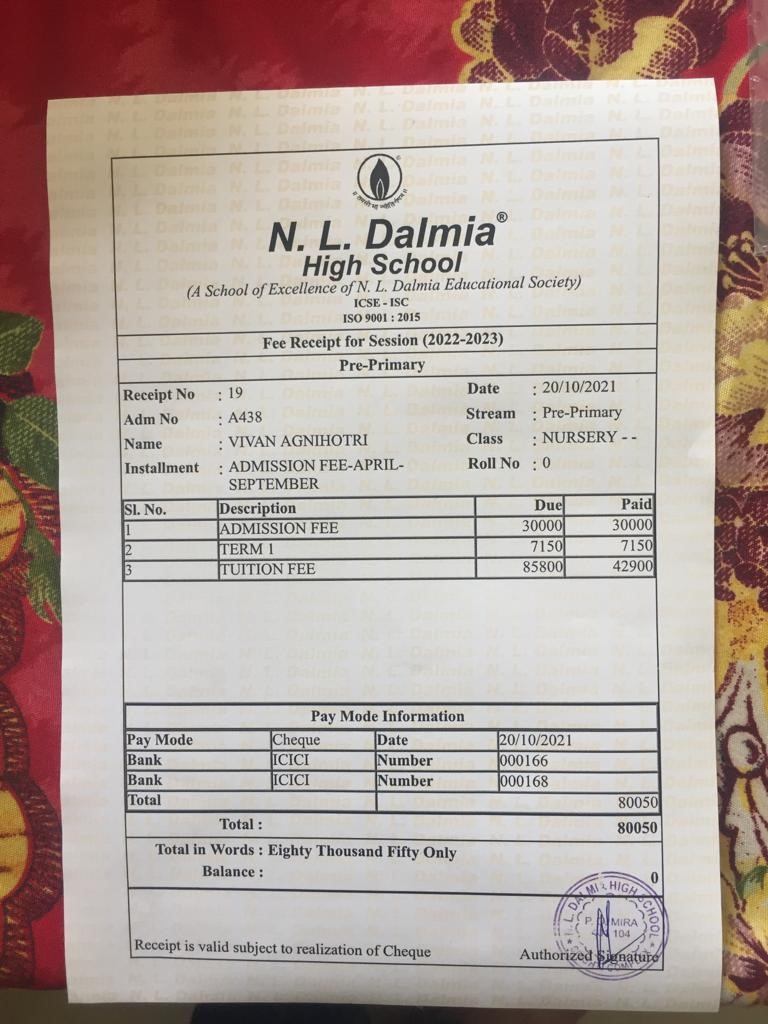 N. L. Dalmia®
High School
(A School of Excellence of N. L. Dalmia Educational Society)
ICSE - ISC
ISO 9001 : 2015
Fee Receipt for Session (2022-2023)
Pre-Primary
Receipt No : 19 Date : 20/10/2021
Adm No : A438 Stream : Pre-Primary
Name : VIVAN AGNIHOTRI Class : NURSERY - -
Installment : ADMISSION FEE-APRIL- Roll No : 0
SEPTEMBER
Sl. No. Description Due Paid
1 ADMISSION FEE 30000 30000
2 TERM 1 7150 7150
3 TUITION FEE 85800 42900
Pay Mode Information
Pay Mode Cheque Date 20/10/2021
Bank ICICI Number 000166
Bank ICICI Number 000168
Total 80050
Total : 80050
Total in Words : Eighty Thousand Fifty Only
Balance : 0
N. L. DALMIA HIGH SCHOOL
MIRA
104
Receipt is valid subject to realization of Cheque Authorized Signature